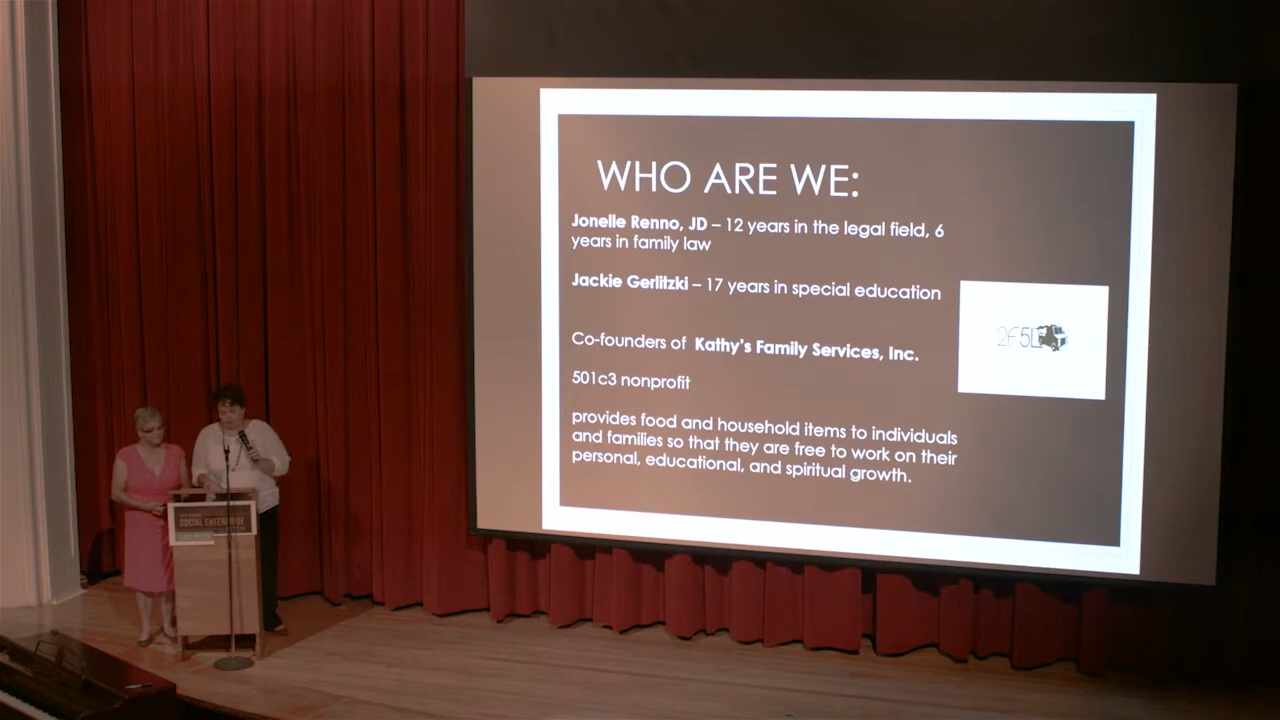 WHO ARE WE:
Jonelle Renno, JD – 12 years in the legal field, 6
years in family law
Jackie Gerlitzki – 17 years in special education
Co-founders of Kathy's Family Services, Inc.
501c3 nonprofit
provides food and household items to individuals
and families so that they are free to work on their
personal, educational, and spiritual growth.
2F5L
SOCIAL ENTERPRISE